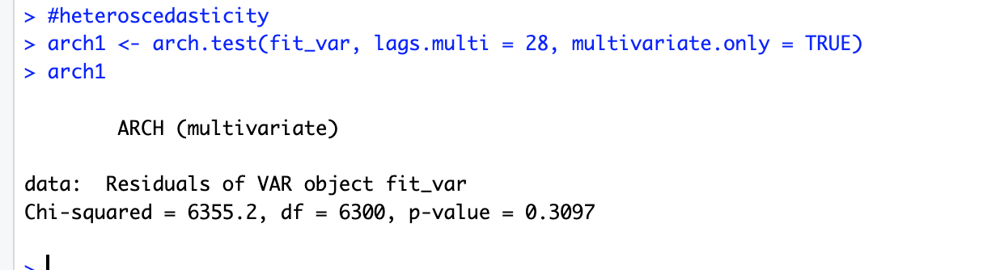 > #heteroscedasticity
> arch1 <- arch.test(fit_var, lags.multi = 28, multivariate.only = TRUE)
> arch1
ARCH (multivariate)
data:  Residuals of VAR object fit_var
Chi-squared = 6355.2, df = 6300, p-value = 0.3097
>